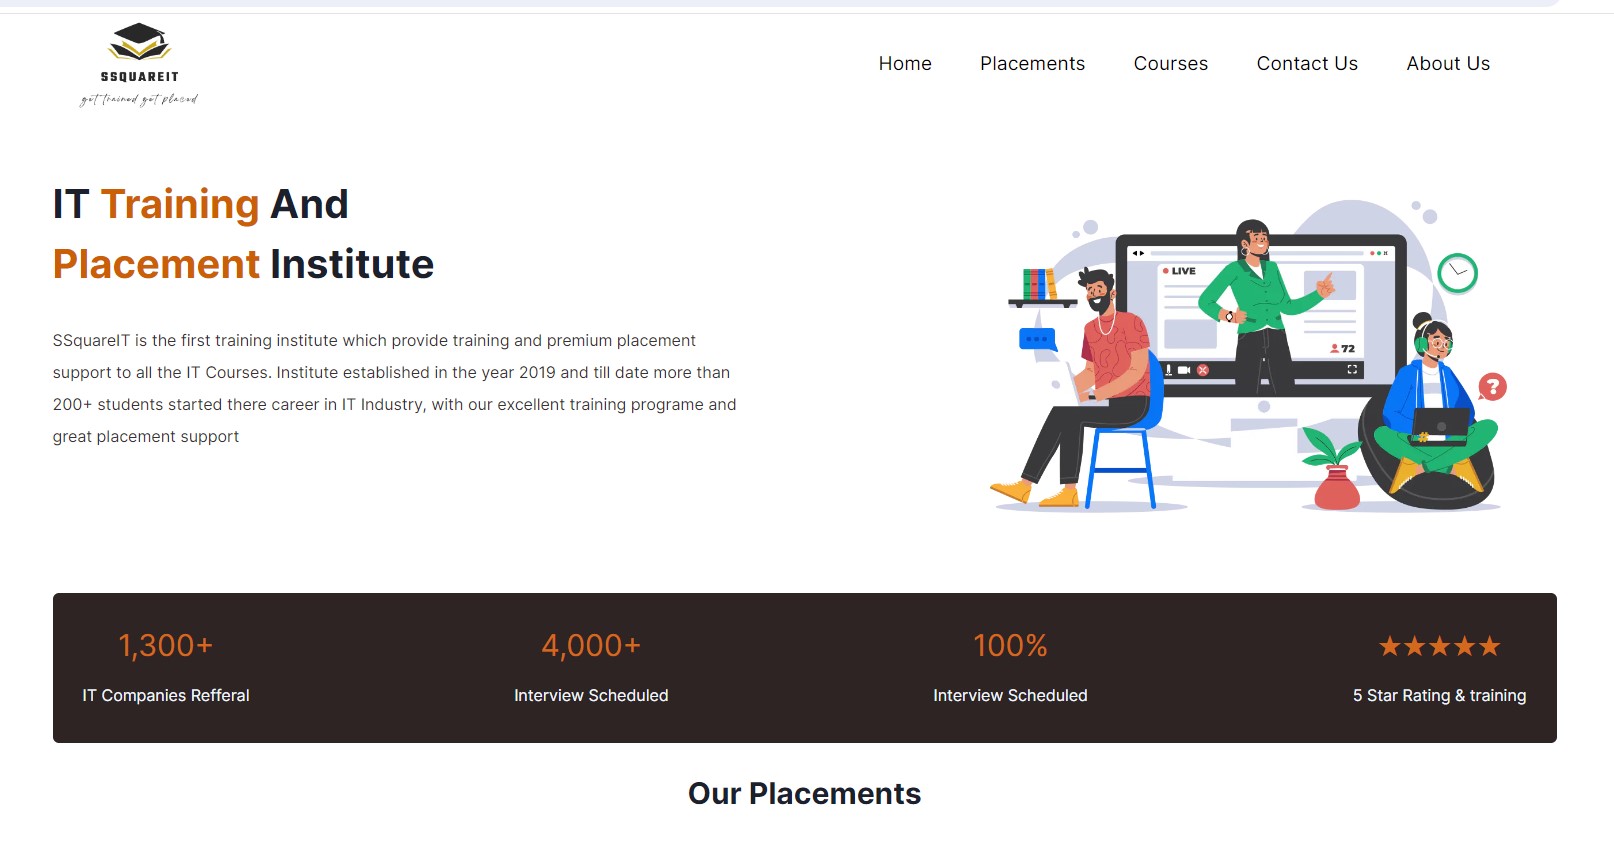 SSQUAREIT
get trained get placed
Home Placements Courses Contact Us About Us
IT Training And
Placement Institute
SSquareIT is the first training institute which provide training and premium placement
support to all the IT Courses. Institute established in the year 2019 and till date more than
200+ students started there career in IT Industry, with our excellent training programe and
great placement support
LIVE
72
?
1,300+ 4,000+ 100% ★★★★★
IT Companies Refferal Interview Scheduled Interview Scheduled 5 Star Rating & training
Our Placements